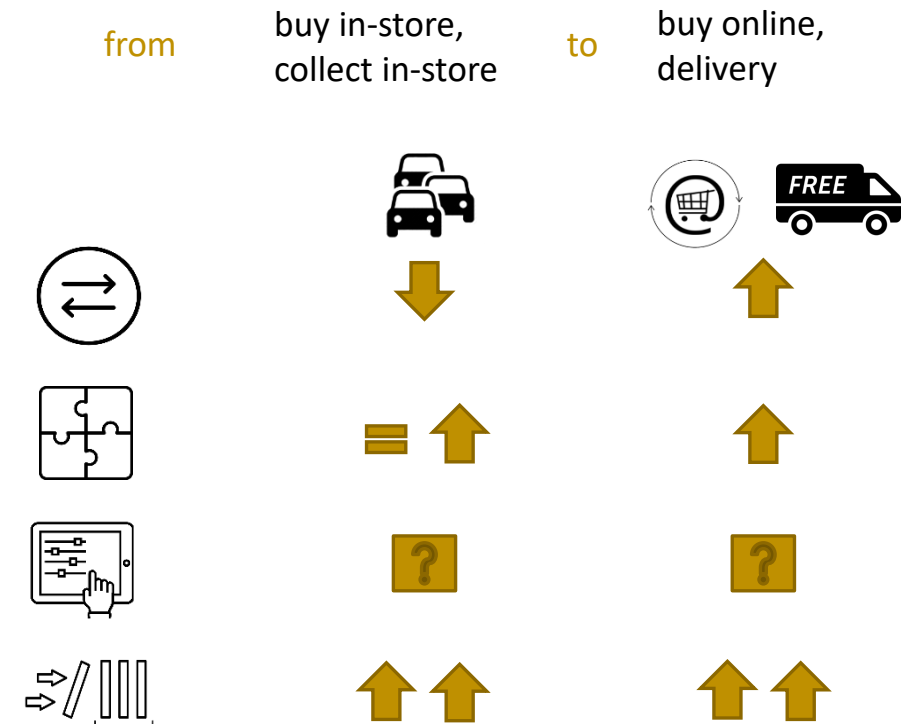 from
buy in-store,
collect in-store
to
buy online,
delivery
FREE
=
?
?